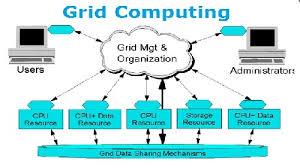 Grid Computing
Grid Mgt &
Organization
Users
Administrators
CPU
Resource
CPU+ Data
Resource
CPU
Resource
Storage
Resource
CPU+ Data
Resource
Grid Data Sharing Mechanisms